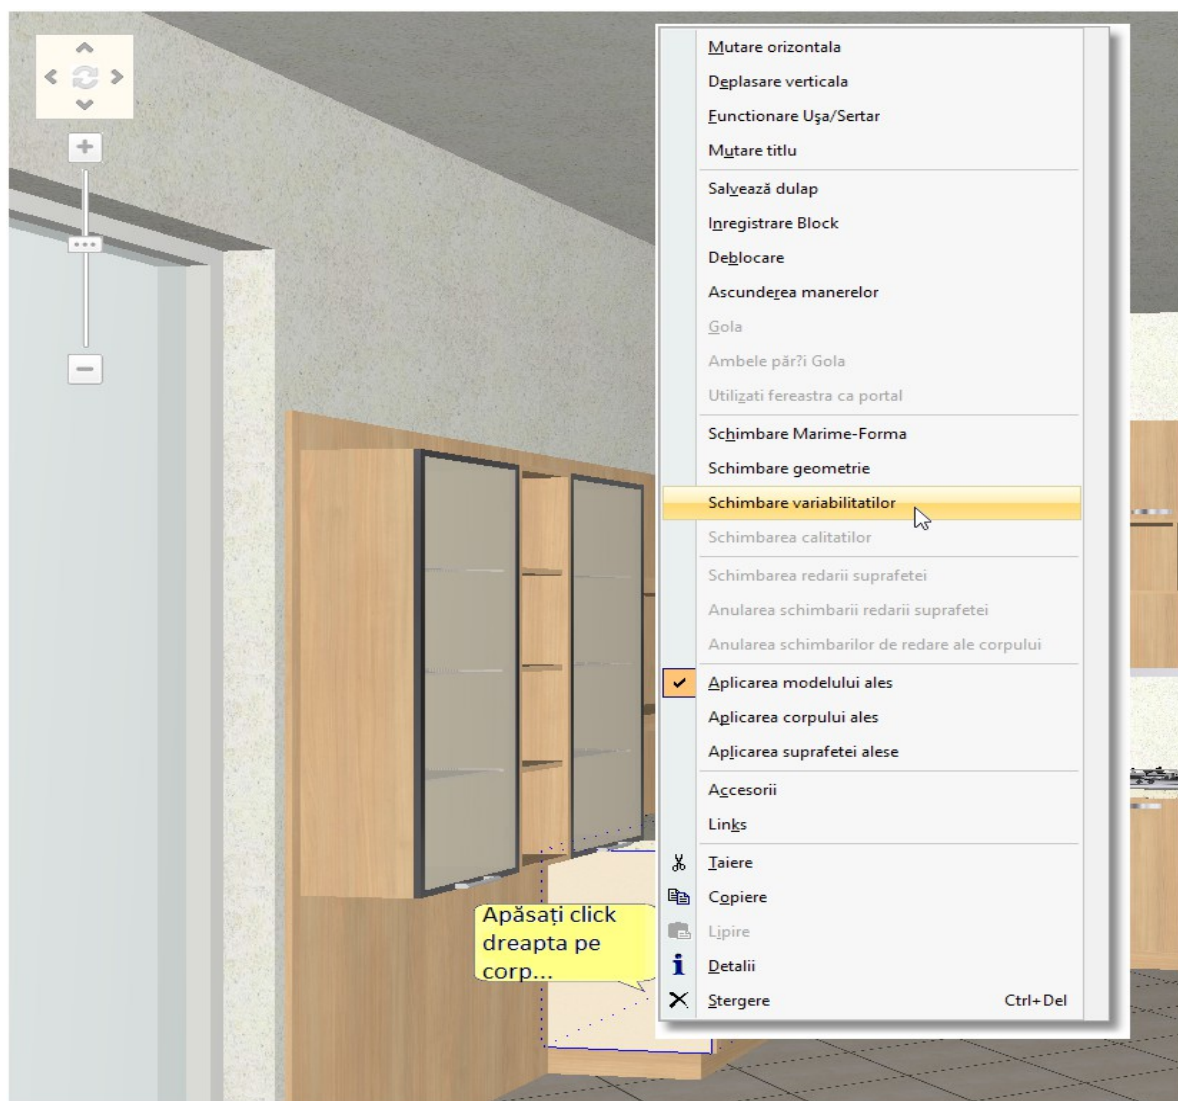 Mutare orizontala
Deplasare verticala
Functionare Uşa/Sertar
Mutare titlu
Salvează dulap
Inregistrare Block
Deblocare
Ascunderea manerelor
Gola
Ambele păr?i Gola
Utilizati fereastra ca portal
Schimbare Marime-Forma
Schimbare geometrie
Schimbare variabilitatilor
Schimbarea calitatilor
Schimbarea redarii suprafetei
Anularea schimbarii redarii suprafetei
Anularea schimbarilor de redare ale corpului
Aplicarea modelului ales
Aplicarea corpului ales
Aplicarea suprafetei alese
Accesorii
Links
Taiere
Copiere
Lipire
Detalii
Stergere Ctrl+Del
Apăsați click
dreapta pe
corp...